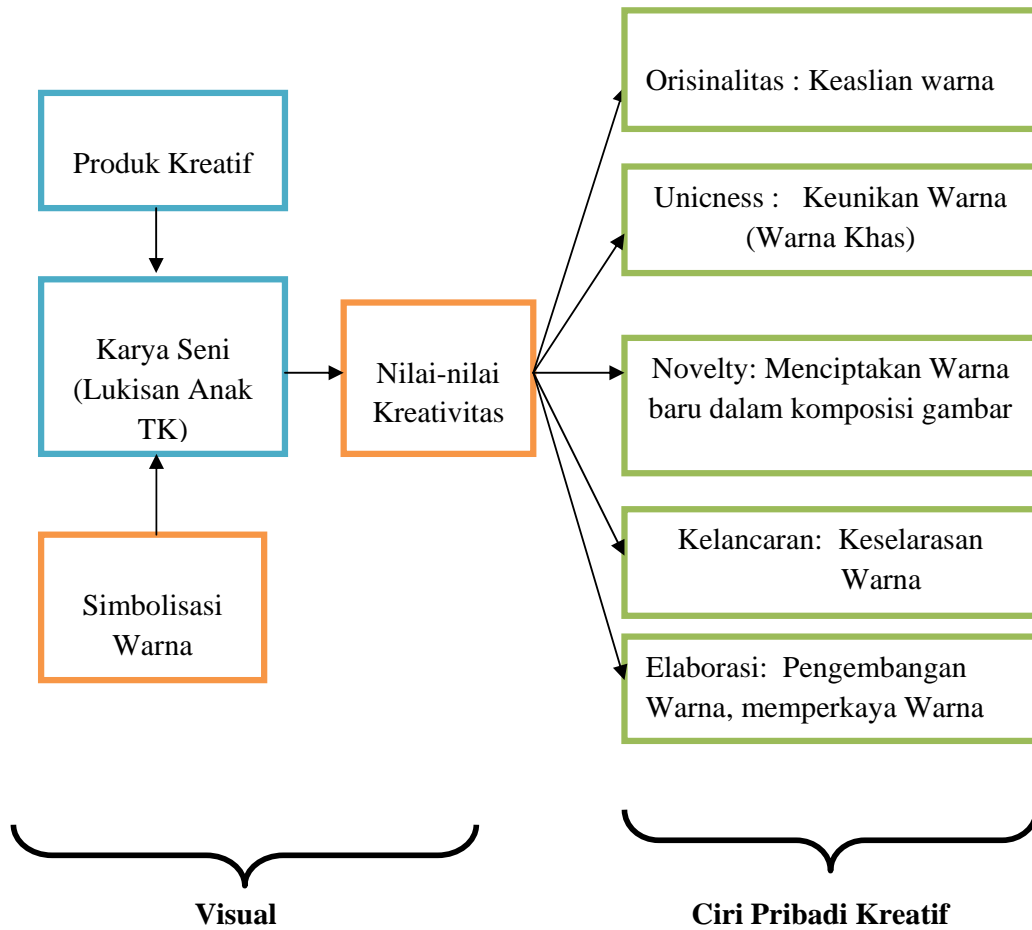 Produk Kreatif
Karya Seni
(Lukisan Anak
TK)
Simbolisasi
Warna
Nilai-nilai
Kreativitas
Orisinalitas : Keaslian warna
Unicness : Keunikan Warna
(Warna Khas)
Novelty: Menciptakan Warna
baru dalam komposisi gambar
Kelancaran: Keselarasan
Warna
Elaborasi: Pengembangan
Warna, memperkaya Warna
Visual
Ciri Pribadi Kreatif